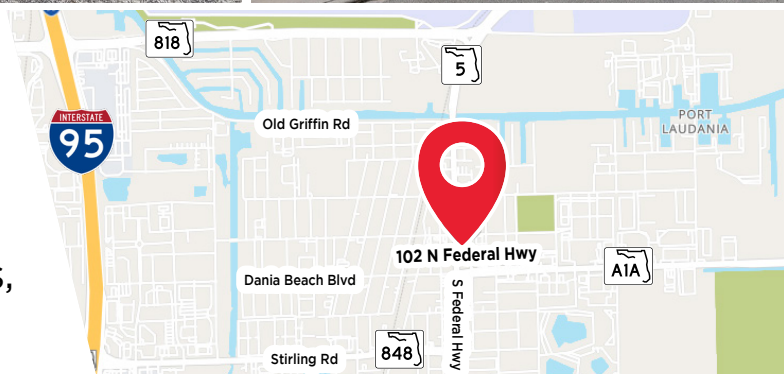 818
5
INTERSTATE
95
Old Griffin Rd
PORT
LAUDANIA
102 N Federal Hwy
A1A
Dania Beach Blvd
S Federal Hwy
848
Stirling Rd